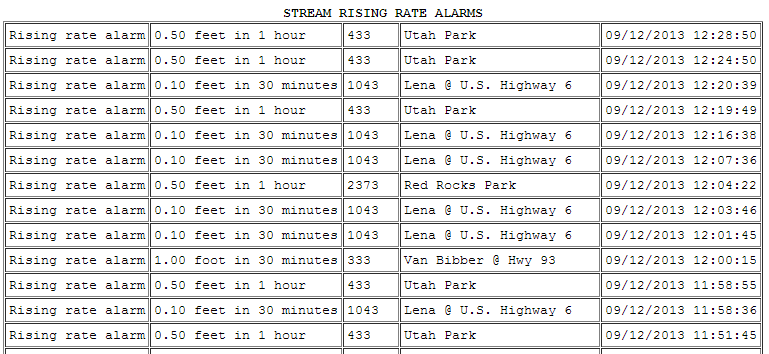 STREAM RISING RATE ALARMS
Rising rate alarm 0.50 feet in 1 hour 433 Utah Park 09/12/2013 12:28:50
Rising rate alarm 0.50 feet in 1 hour 433 Utah Park 09/12/2013 12:24:50
Rising rate alarm 0.10 feet in 30 minutes 1043 Lena @ U.S. Highway 6 09/12/2013 12:20:39
Rising rate alarm 0.50 feet in 1 hour 433 Utah Park 09/12/2013 12:19:49
Rising rate alarm 0.10 feet in 30 minutes 1043 Lena @ U.S. Highway 6 09/12/2013 12:16:38
Rising rate alarm 0.10 feet in 30 minutes 1043 Lena @ U.S. Highway 6 09/12/2013 12:07:36
Rising rate alarm 0.50 feet in 1 hour 2373 Red Rocks Park 09/12/2013 12:04:22
Rising rate alarm 0.10 feet in 30 minutes 1043 Lena @ U.S. Highway 6 09/12/2013 12:03:46
Rising rate alarm 0.10 feet in 30 minutes 1043 Lena @ U.S. Highway 6 09/12/2013 12:01:45
Rising rate alarm 1.00 foot in 30 minutes 333 Van Bibber @ Hwy 93 09/12/2013 12:00:15
Rising rate alarm 0.50 feet in 1 hour 433 Utah Park 09/12/2013 11:58:55
Rising rate alarm 0.10 feet in 30 minutes 1043 Lena @ U.S. Highway 6 09/12/2013 11:58:36
Rising rate alarm 0.50 feet in 1 hour 433 Utah Park 09/12/2013 11:51:45